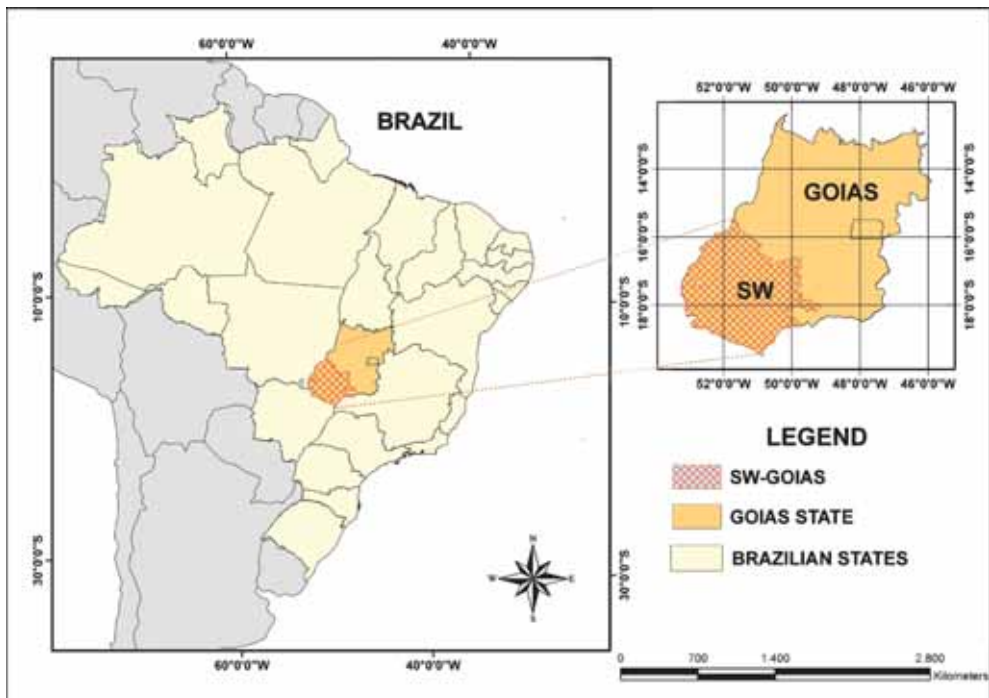 60°0'0"W
40°0'0"W
BRAZIL
10°0'0"S
10°0'0"S
30°0'0"S
30°0'0"S
60°0'0"W
40°0'0"W
N
W
E
S
52°0'0"W 50°0'0"W 48°0'0"W 46°0'0"W
14°0'0"S
14°0'0"S
GOIAS
16°0'0"S
16°0'0"S
SW
18°0'0"S
18°0'0"S
52°0'0"W 50°0'0"W 48°0'0"W 46°0'0"W
LEGEND
SW-GOIAS
GOIAS STATE
BRAZILIAN STATES
0 700 1.400 2.800
Kilometers